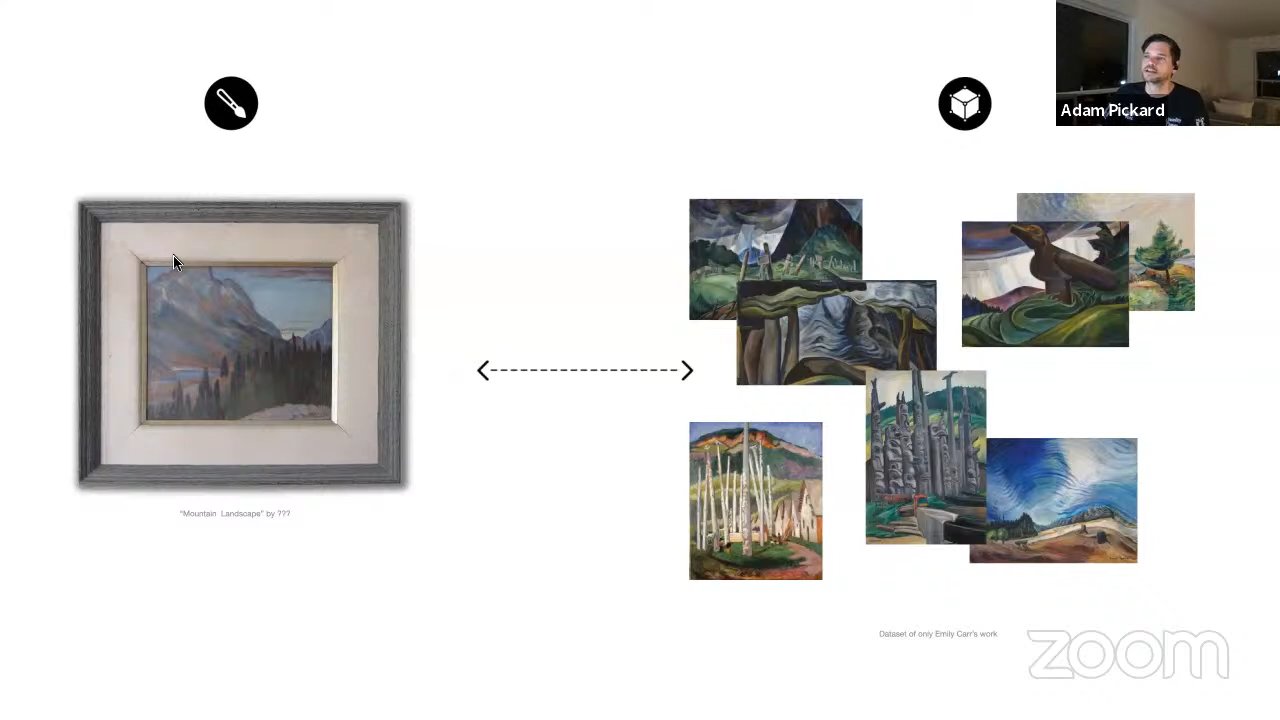 Adam Pickard
"Mountain Landscape" by ???
Dataset of only Emily Carr's work
zoom